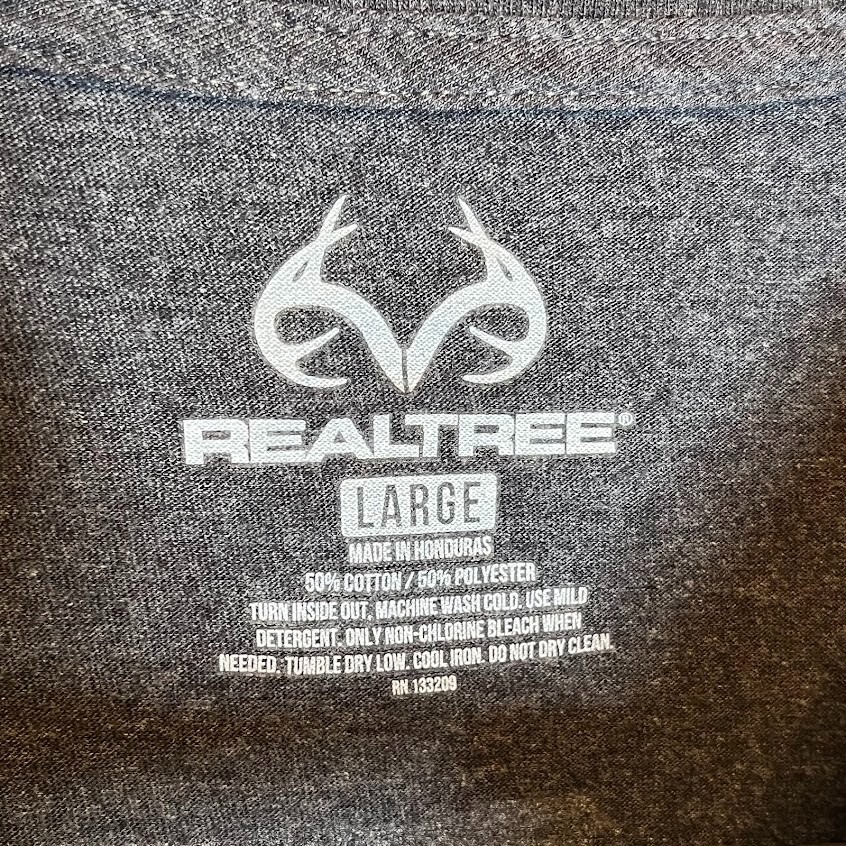 REALTREE®
LARGE
MADE IN HONDURAS
50% COTTON / 50% POLYESTER
TURN INSIDE OUT, MACHINE WASH COLD. USE MILD
DETERGENT. ONLY NON-CHLORINE BLEACH WHEN
NEEDED. TUMBLE DRY LOW. COOL IRON. DO NOT DRY CLEAN.
RN 133209